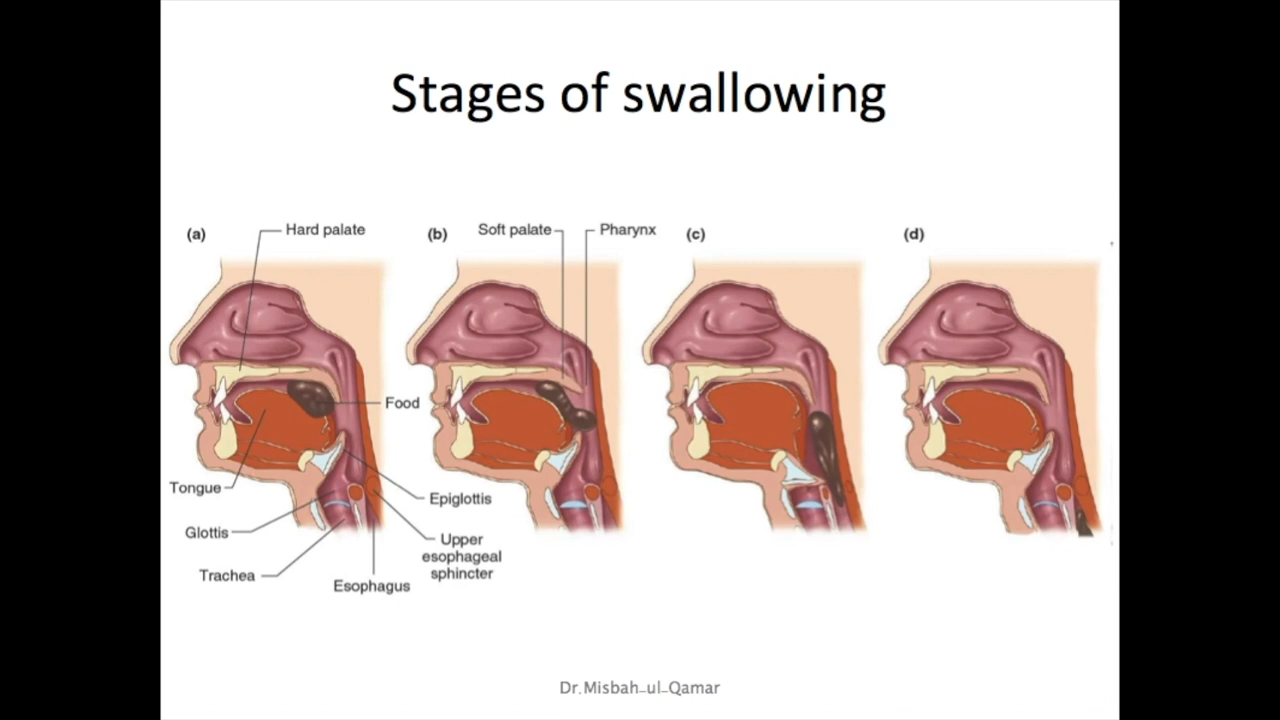 Stages of swallowing
(a)
Hard palate
(b)
Soft palate
Pharynx
(c)
(d)
Food
Tongue
Epiglottis
Glottis
Upper
esophageal
sphincter
Trachea
Esophagus
Dr.Misbah-ul-Qamar